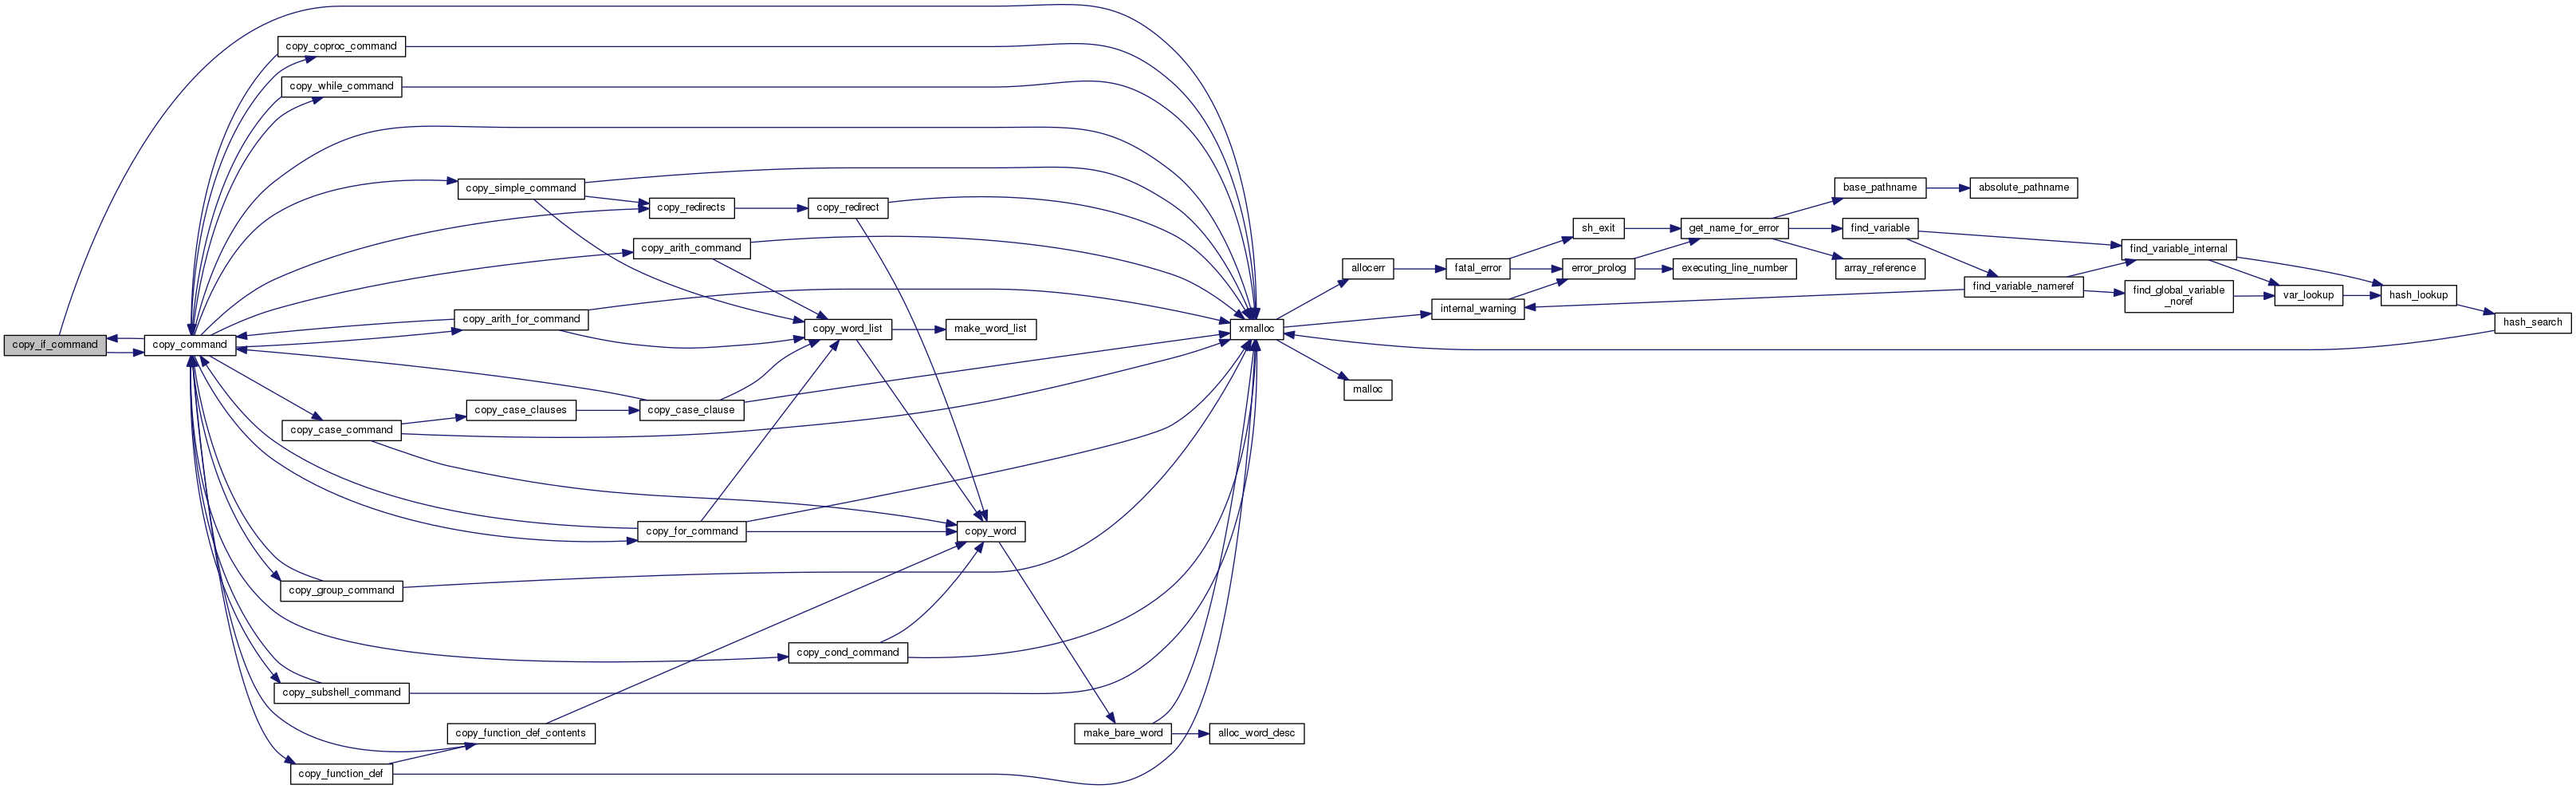 copy_coproc_command
copy_while_command
copy_simple_command
base_pathname
absolute_pathname
copy_redirects
copy_redirect
sh_exit
get_name_for_error
find_variable
copy_arith_command
find_variable_internal
allocerr
fatal_error
error_prolog
executing_line_number
array_reference
find_variable_nameref
find_global_variable
_noref
var_lookup
hash_lookup
internal_warning
copy_arith_for_command
copy_word_list
make_word_list
xmalloc
hash_search
copy_if_command
copy_command
malloc
copy_case_clauses
copy_case_clause
copy_case_command
copy_for_command
copy_word
copy_group_command
copy_cond_command
copy_subshell_command
copy_function_def_contents
make_bare_word
alloc_word_desc
copy_function_def